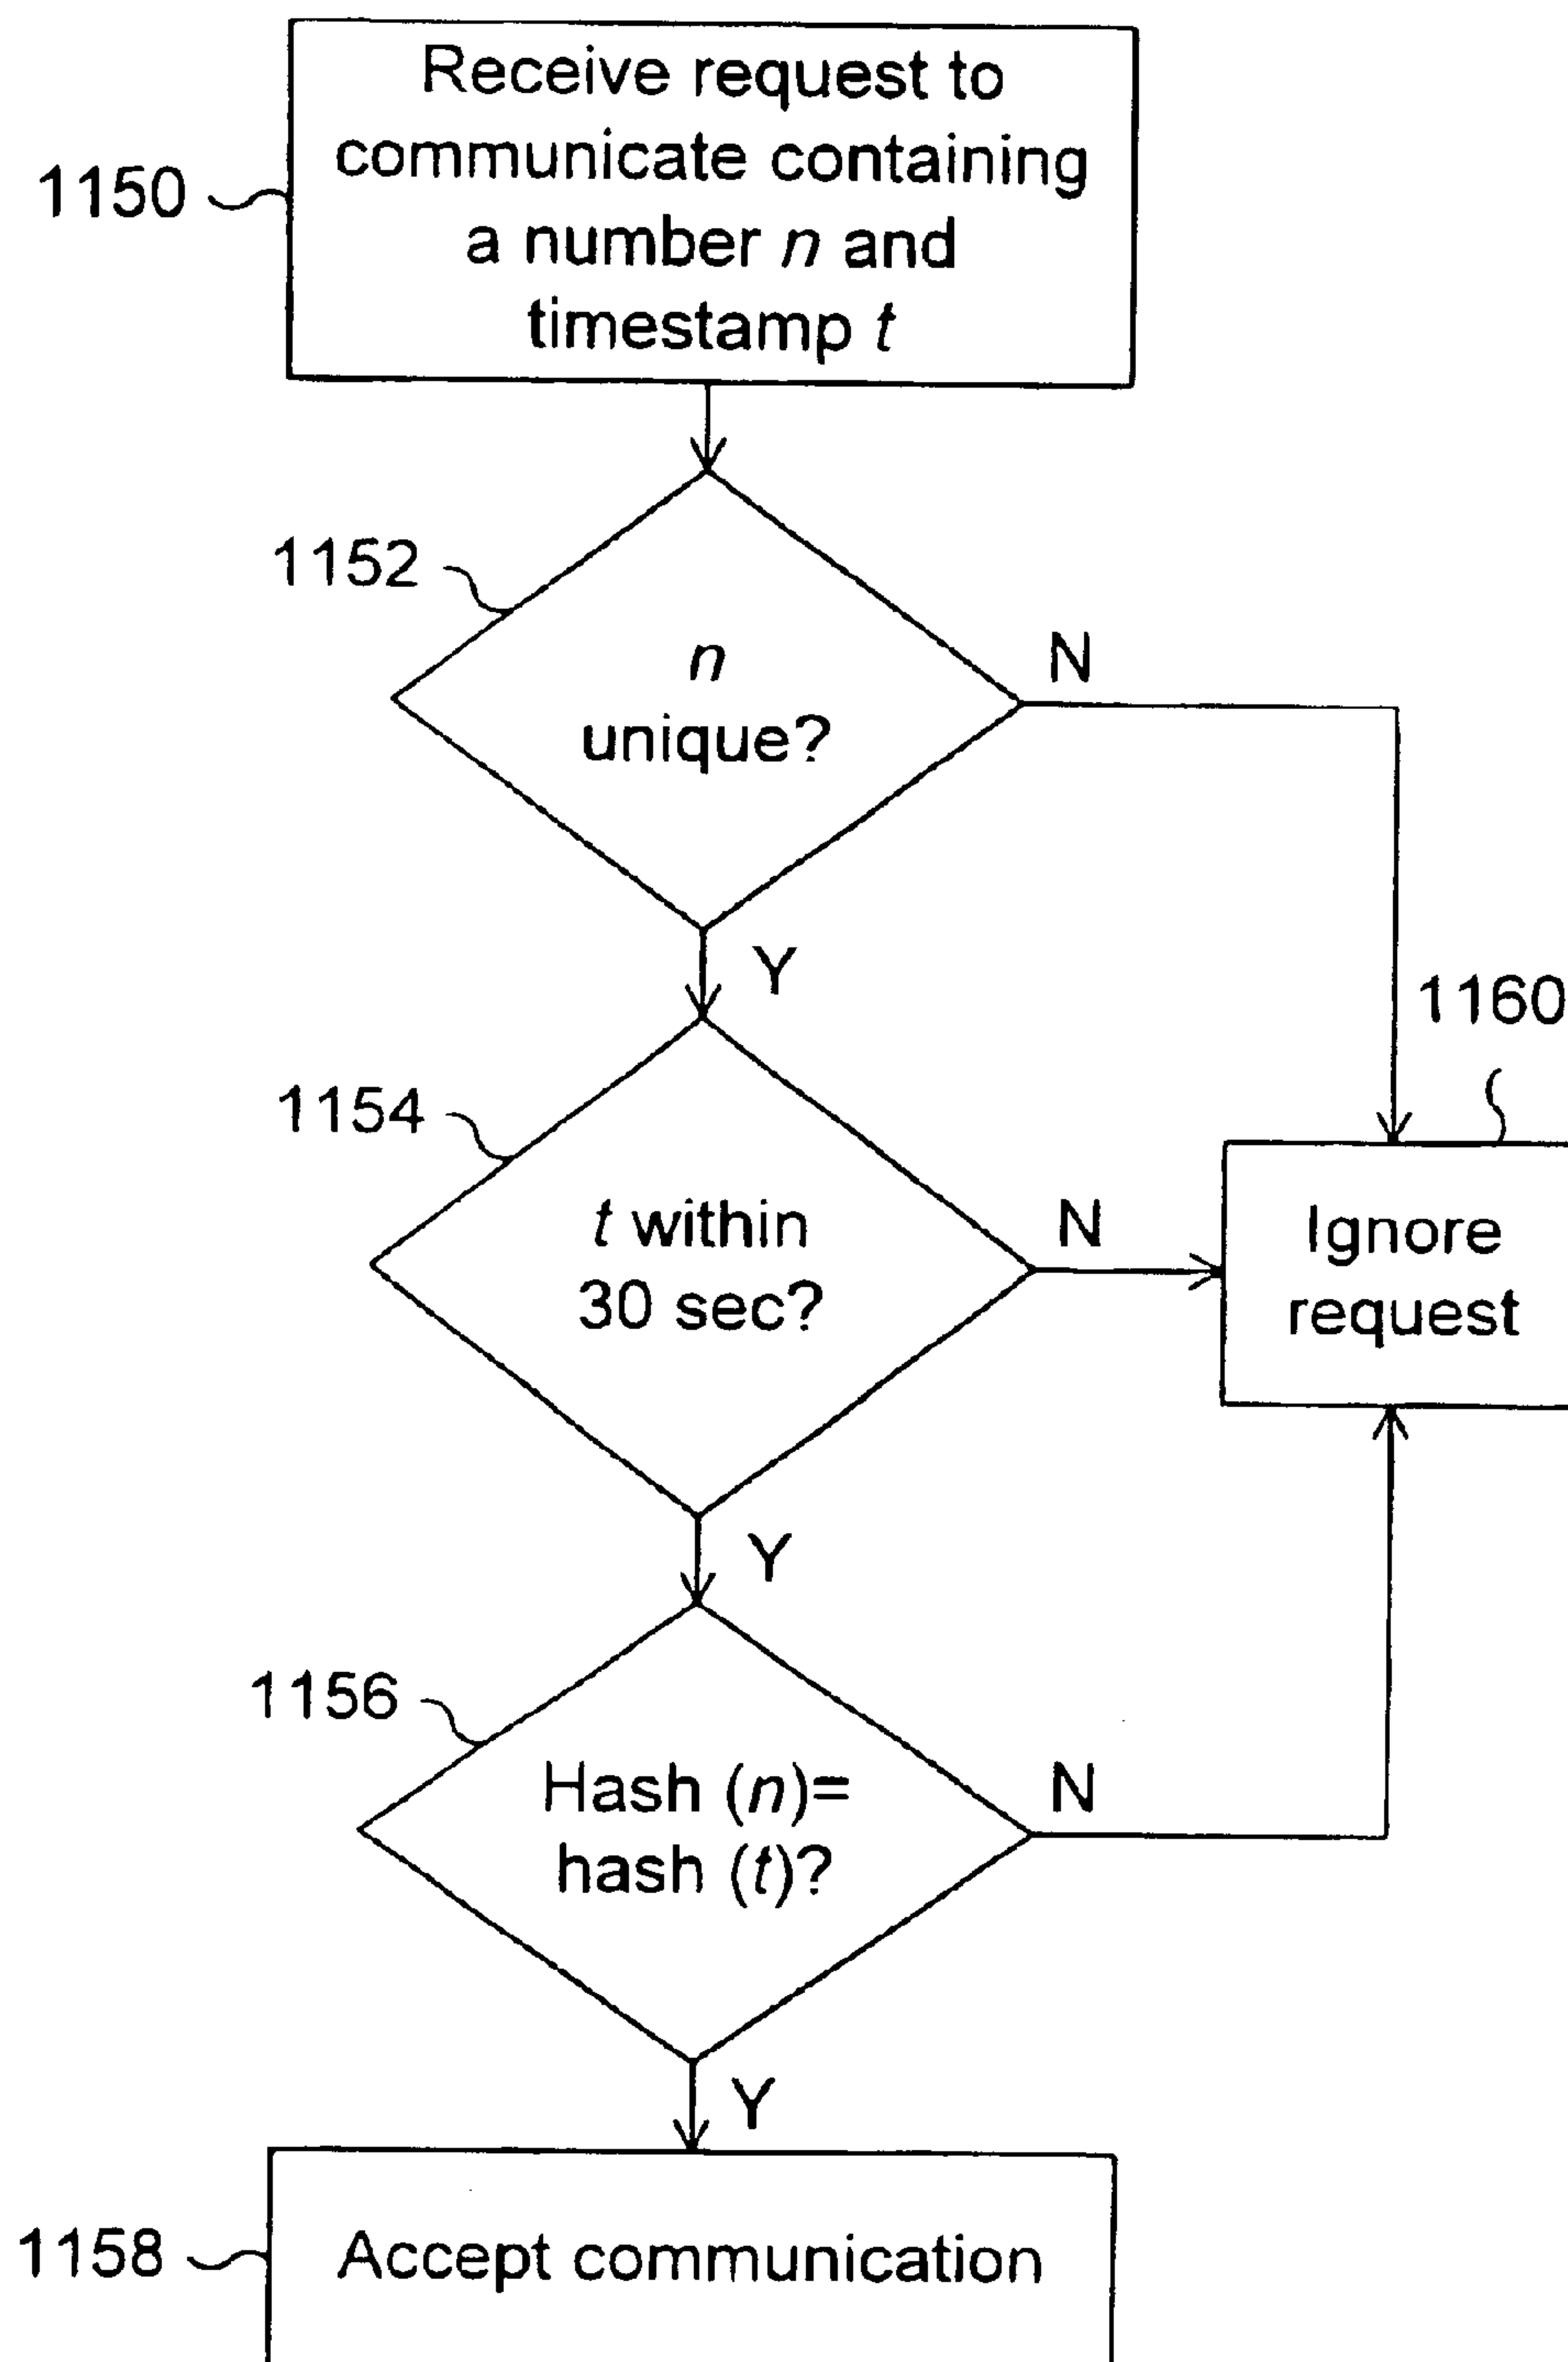 Receive request to
communicate containing
a number n and
timestamp t
1150
1152
n
unique?
N
Y
1160
1154
t within
30 sec?
N
Ignore
request
Y
1156
Hash (n)=
hash (t)?
N
Y
1158
Accept communication